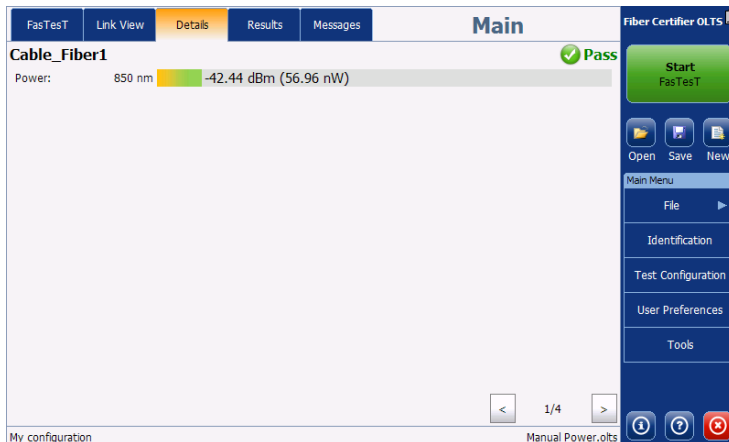 FasTesT Link View Details Results Messages Main
Cable_Fiber1 Pass
Power: 850 nm -42.44 dBm (56.96 nW)
< 1/4 >
My configuration Manual Power.olts
Fiber Certifier OLTS
Start
FasTesT
Open Save New
Main Menu
File
Identification
Test Configuration
User Preferences
Tools